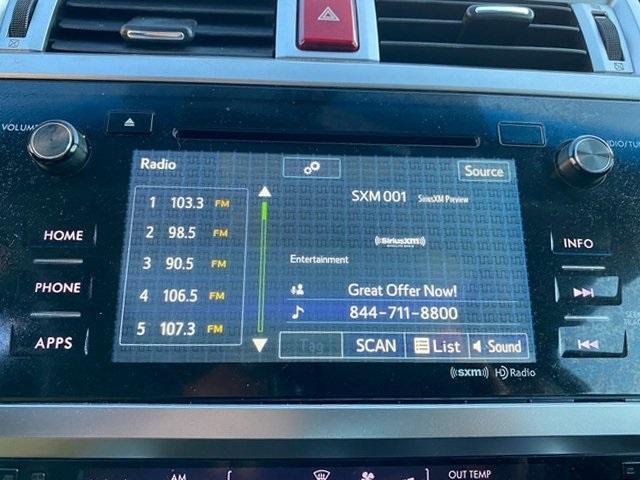 VOLUME
Radio
Source
SXM 001 SiriusXM Preview
1 103.3 FM
2 98.5 FM
3 90.5 FM
4 106.5 FM
5 107.3 FM
((SiriusXM))
Entertainment
Great Offer Now!
844-711-8800
Tag
SCAN
List
Sound
HOME
PHONE
APPS
INFO
((sxm)) HD Radio
AM
OUT TEMP